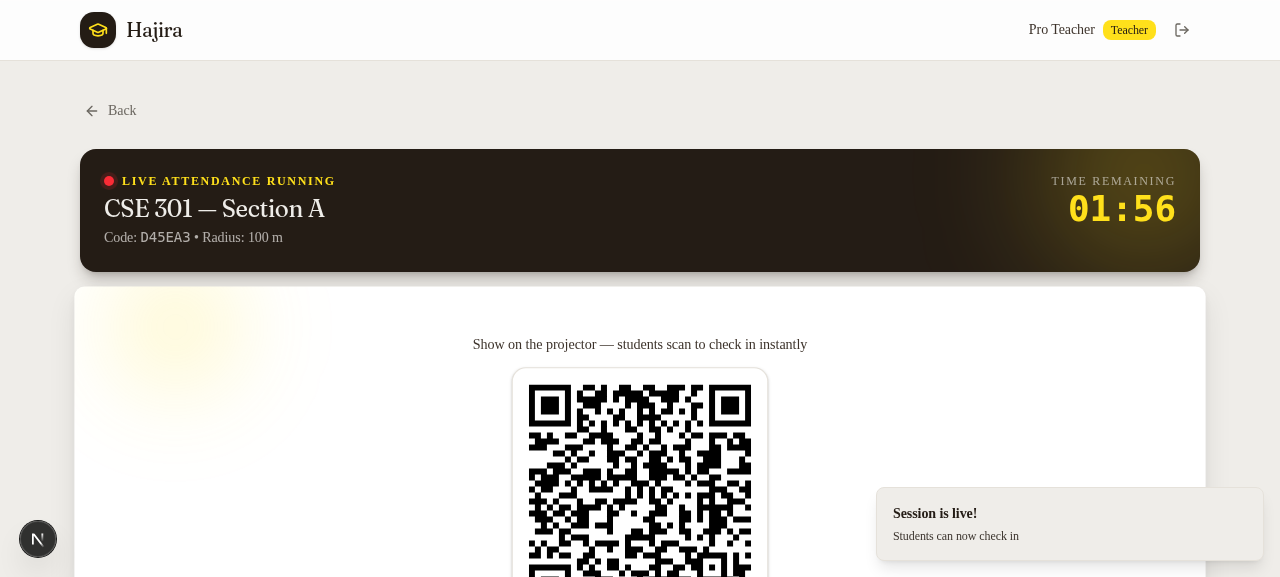 Hajira
Pro Teacher
Teacher
Back
LIVE ATTENDANCE RUNNING
CSE 301 — Section A
Code: D45EA3 • Radius: 100 m
TIME REMAINING
01:56
Show on the projector — students scan to check in instantly
Session is live!
Students can now check in
N